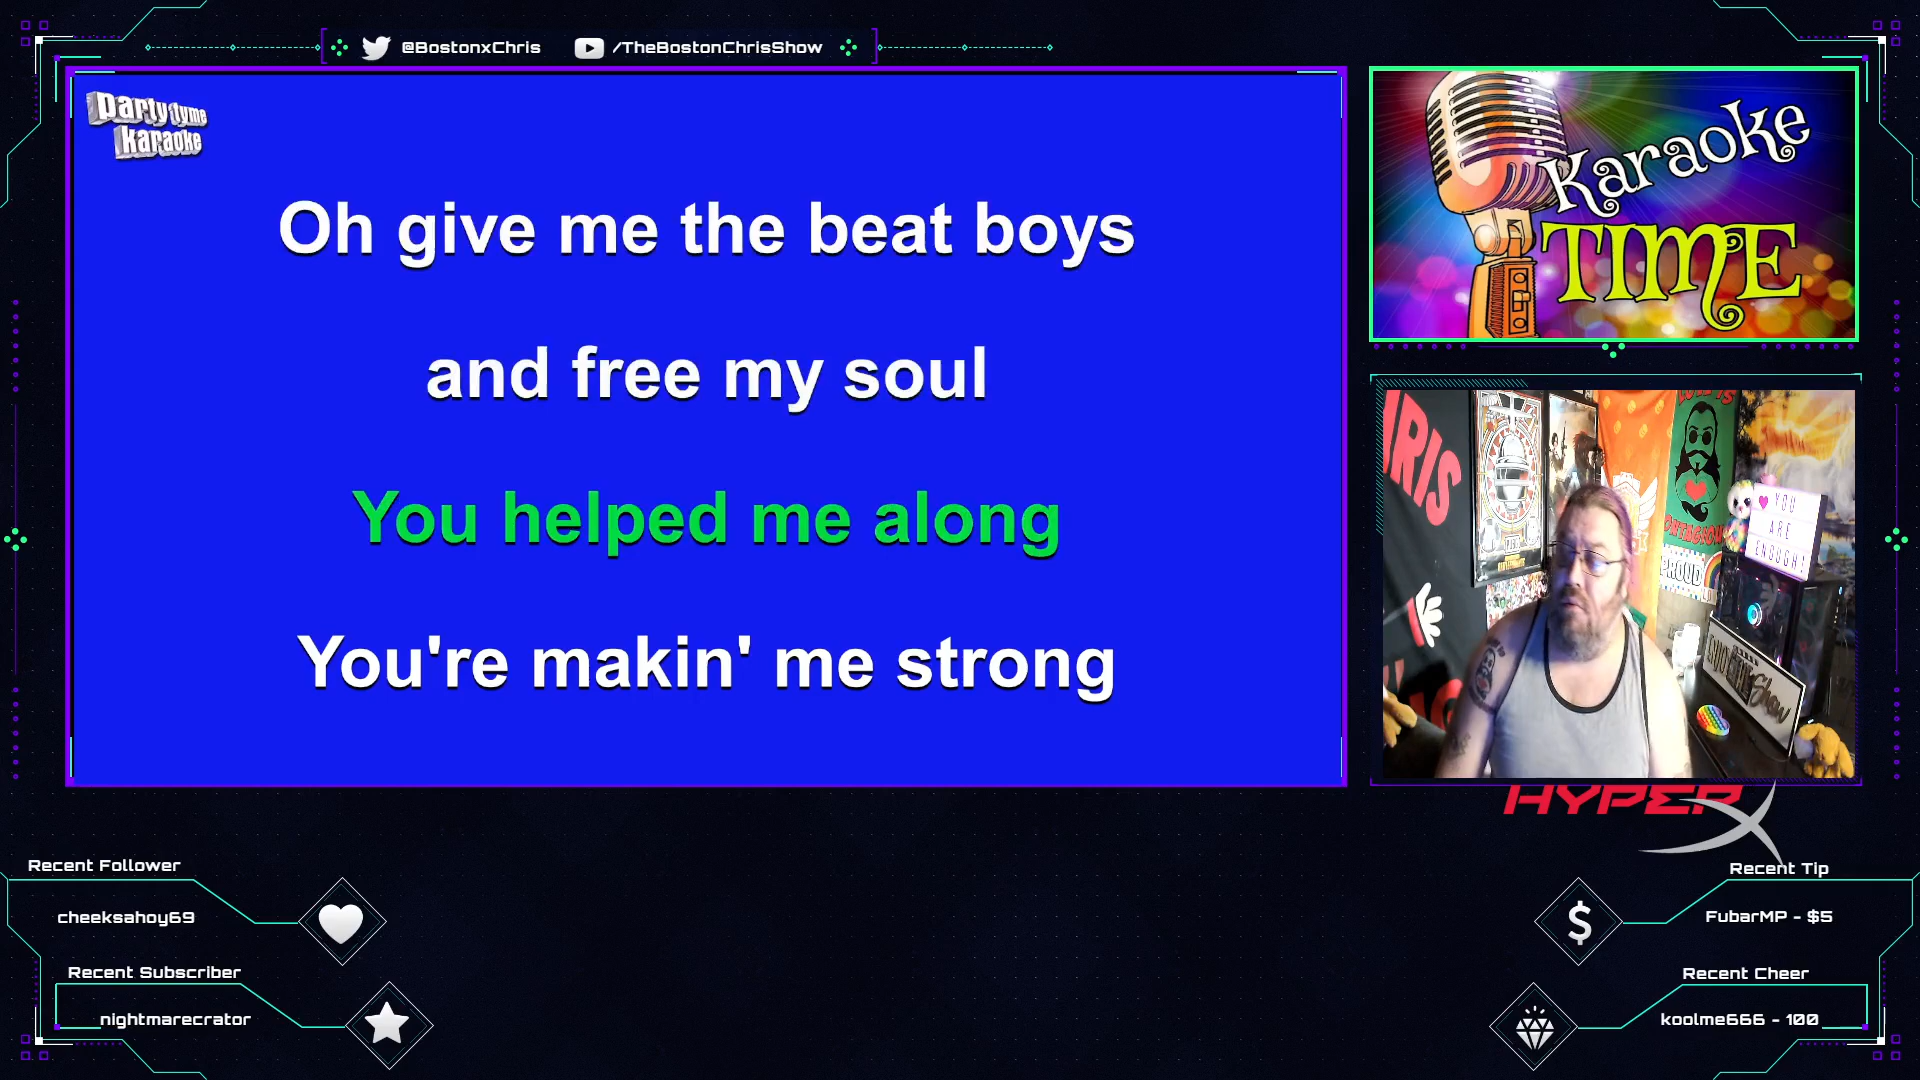 @BostonxChris
/TheBostonChrisShow
party tyme
karaoke
Oh give me the beat boys
and free my soul
You helped me along
You're makin' me strong
Karaoke
TIME
YOU
ARE
ENOUGH!
PROUD
HYPERX
Recent Follower
cheeksahoy69
Recent Subscriber
nightmarecrator
Recent Tip
FubarMP - $5
Recent Cheer
koolme666 - 100